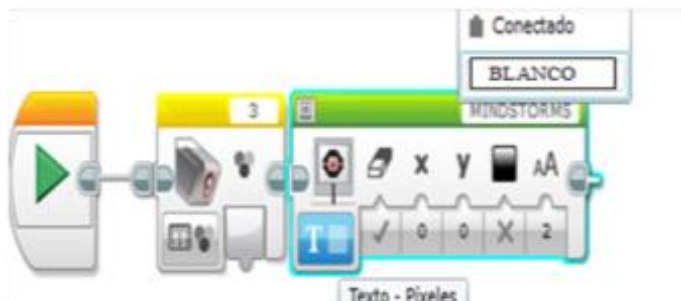 Conectado
BLANCO
3
MINDSTORMS
x y AA
T
0 0 2
Texto - Píxeles